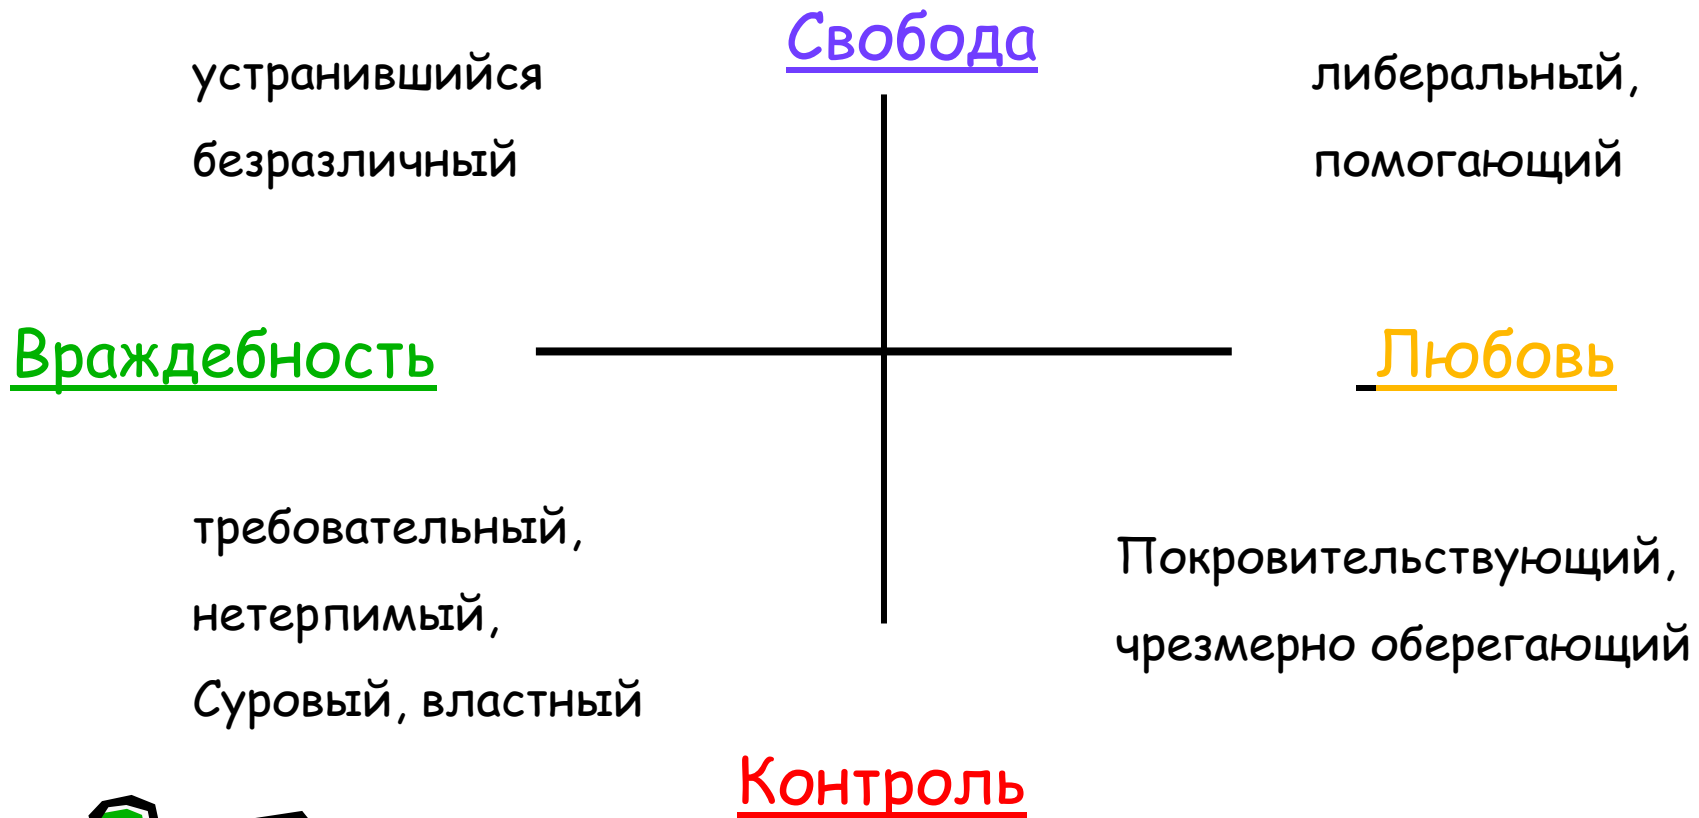 Свобода
устранившийся
безразличный
либеральный,
помогающий
Враждебность
Любовь
требовательный,
нетерпимый,
Суровый, властный
Покровительствующий,
чрезмерно оберегающий
Контроль